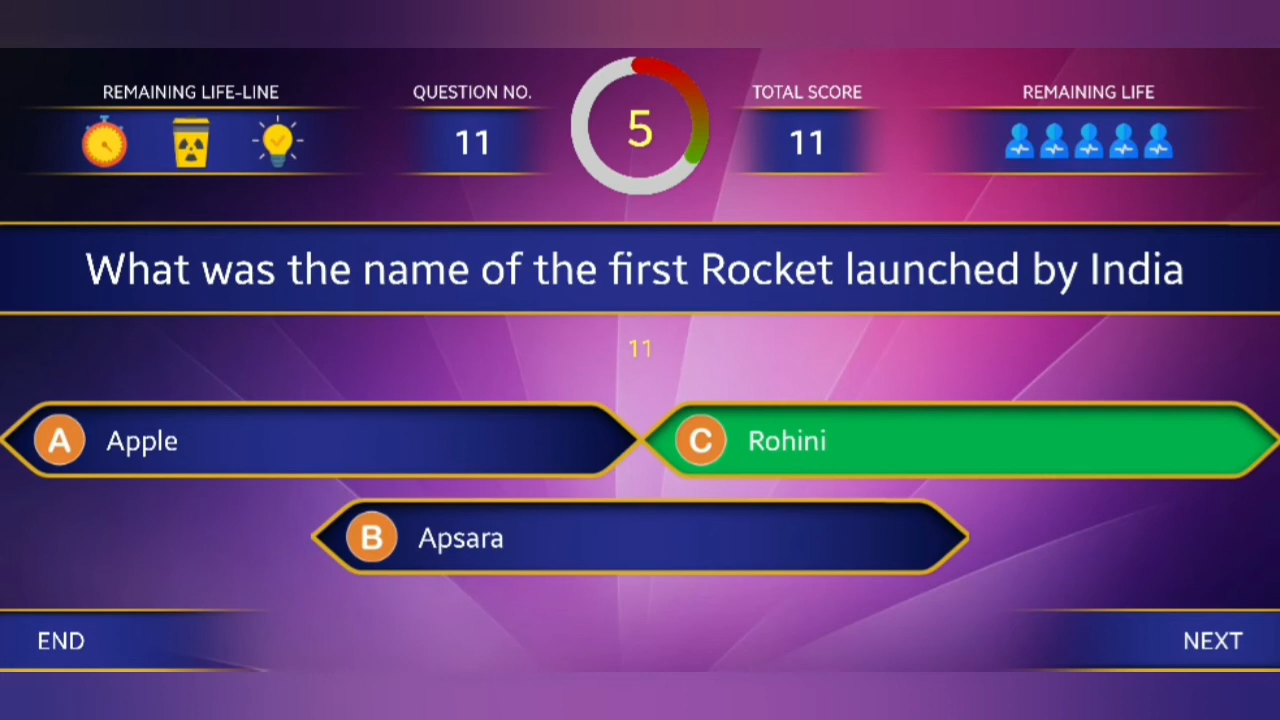 REMAINING LIFE-LINE
QUESTION NO.
11
5
TOTAL SCORE
11
REMAINING LIFE
What was the name of the first Rocket launched by India
11
A Apple
C Rohini
B Apsara
END
NEXT